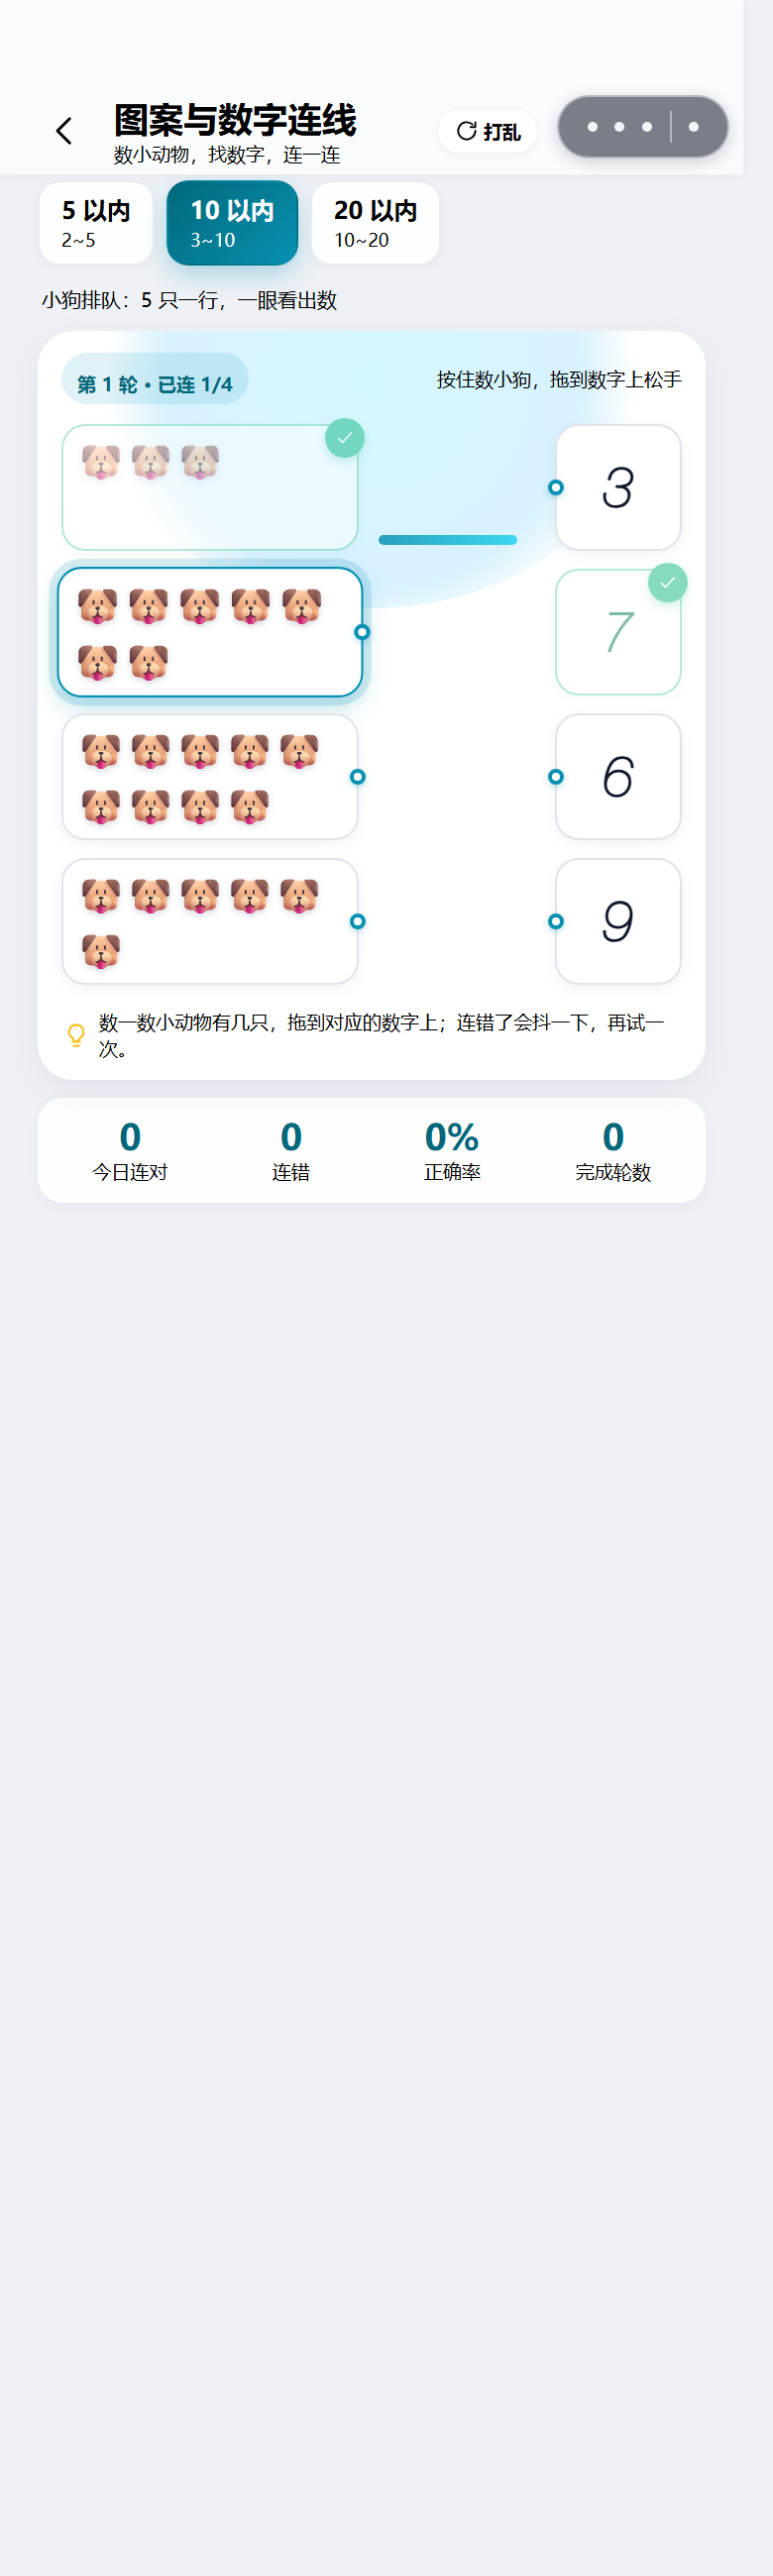 图案与数字连线
数小动物，找数字，连一连
打乱
5 以内
2~5
10 以内
3~10
20 以内
10~20
小狗排队：5 只一行，一眼看出数
第 1 轮 • 已连 1/4
按住数小狗，拖到数字上松手
3
7
6
9
数一数小动物有几只，拖到对应的数字上；连错了会抖一下，再试一
次。
0
今日连对
0
连错
0%
正确率
0
完成轮数